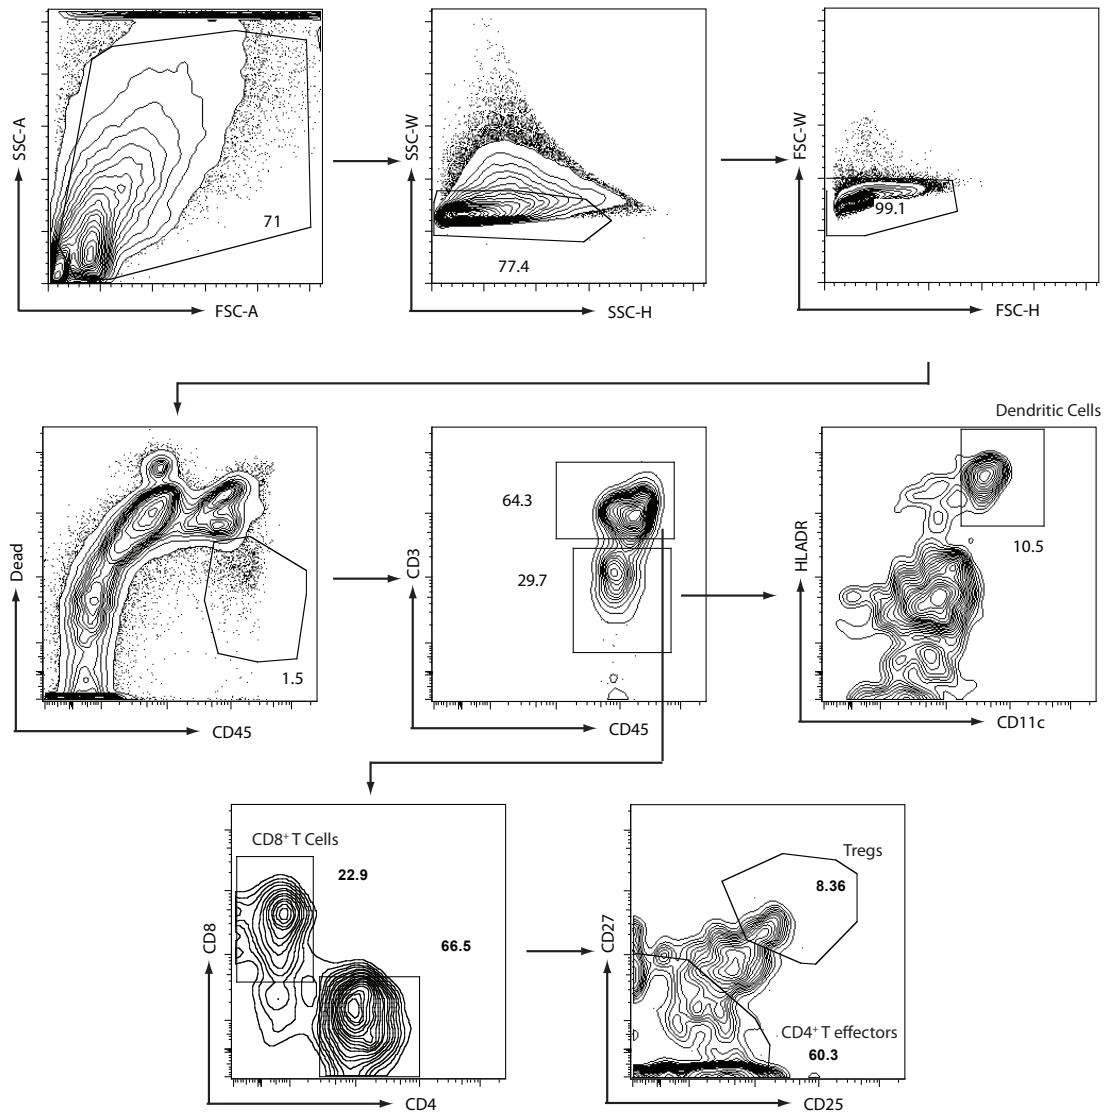 SSC-A
71
FSC-A
SSC-W
77.4
SSC-H
FSC-W
99.1
FSC-H
Dead
1.5
CD45
CD3
64.3
29.7
CD45
Dendritic Cells
HLADR
10.5
CD11c
CD8+ T Cells
22.9
66.5
CD8
CD4
Tregs
8.36
CD27
CD4+ T effectors
60.3
CD25